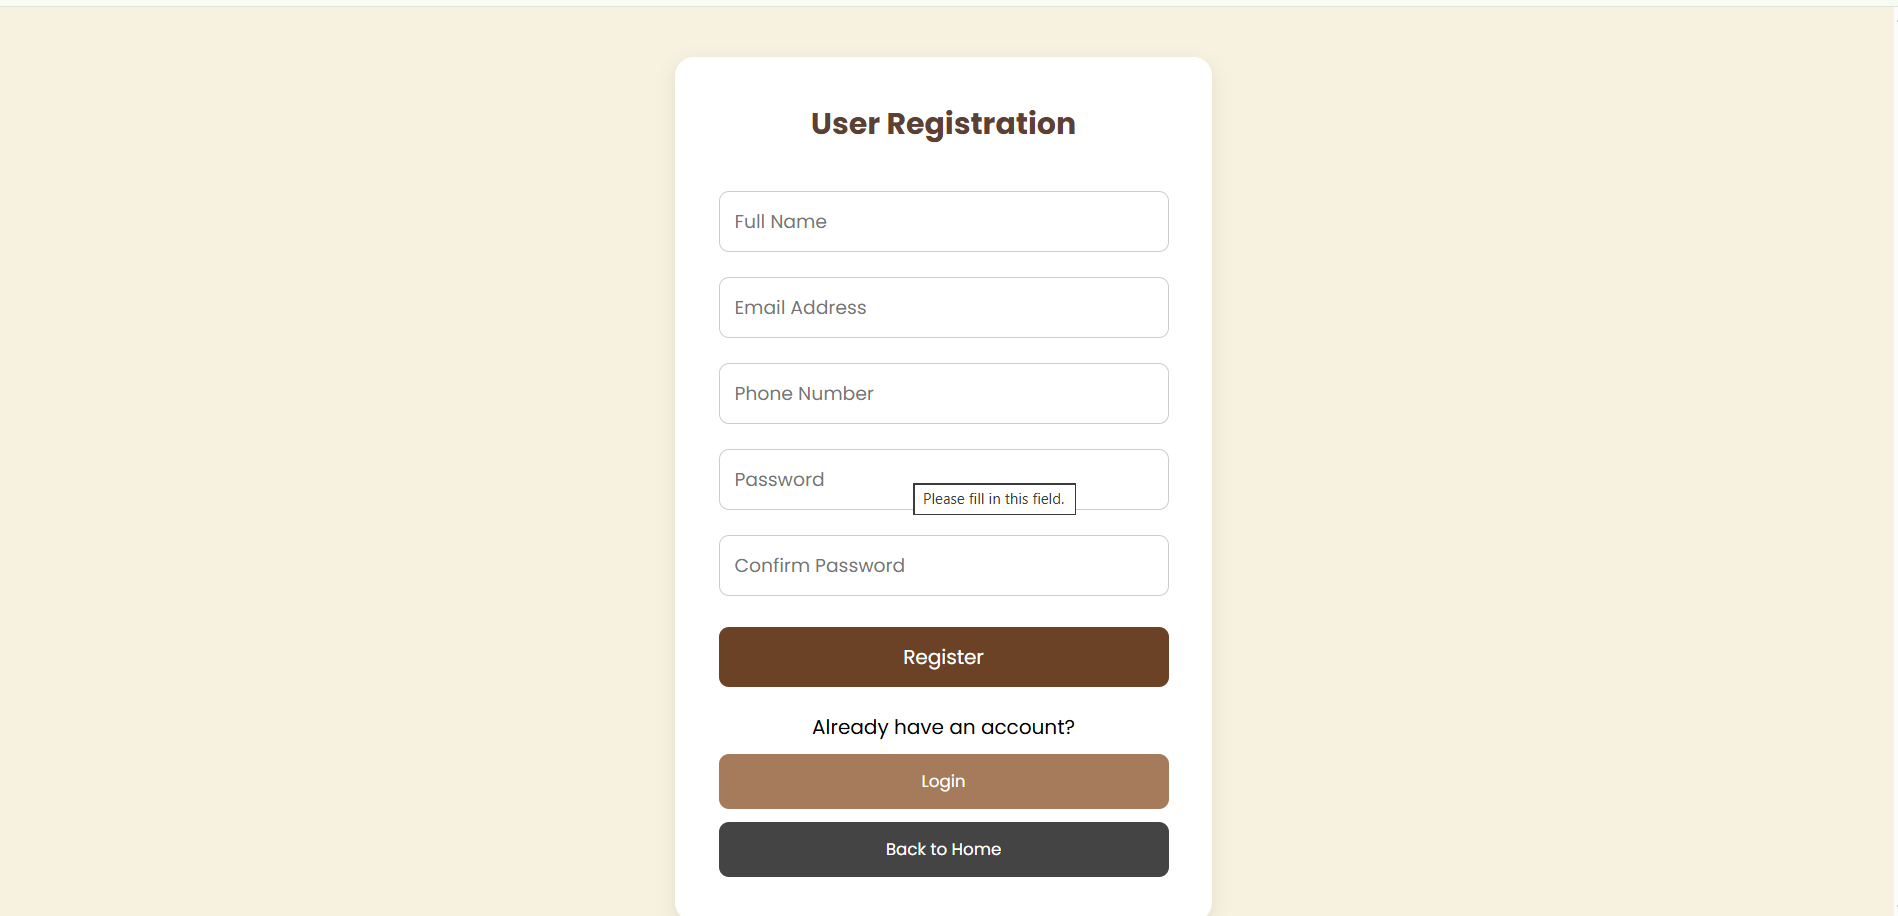 User Registration
Full Name
Email Address
Phone Number
Password
Please fill in this field.
Confirm Password
Register
Already have an account?
Login
Back to Home